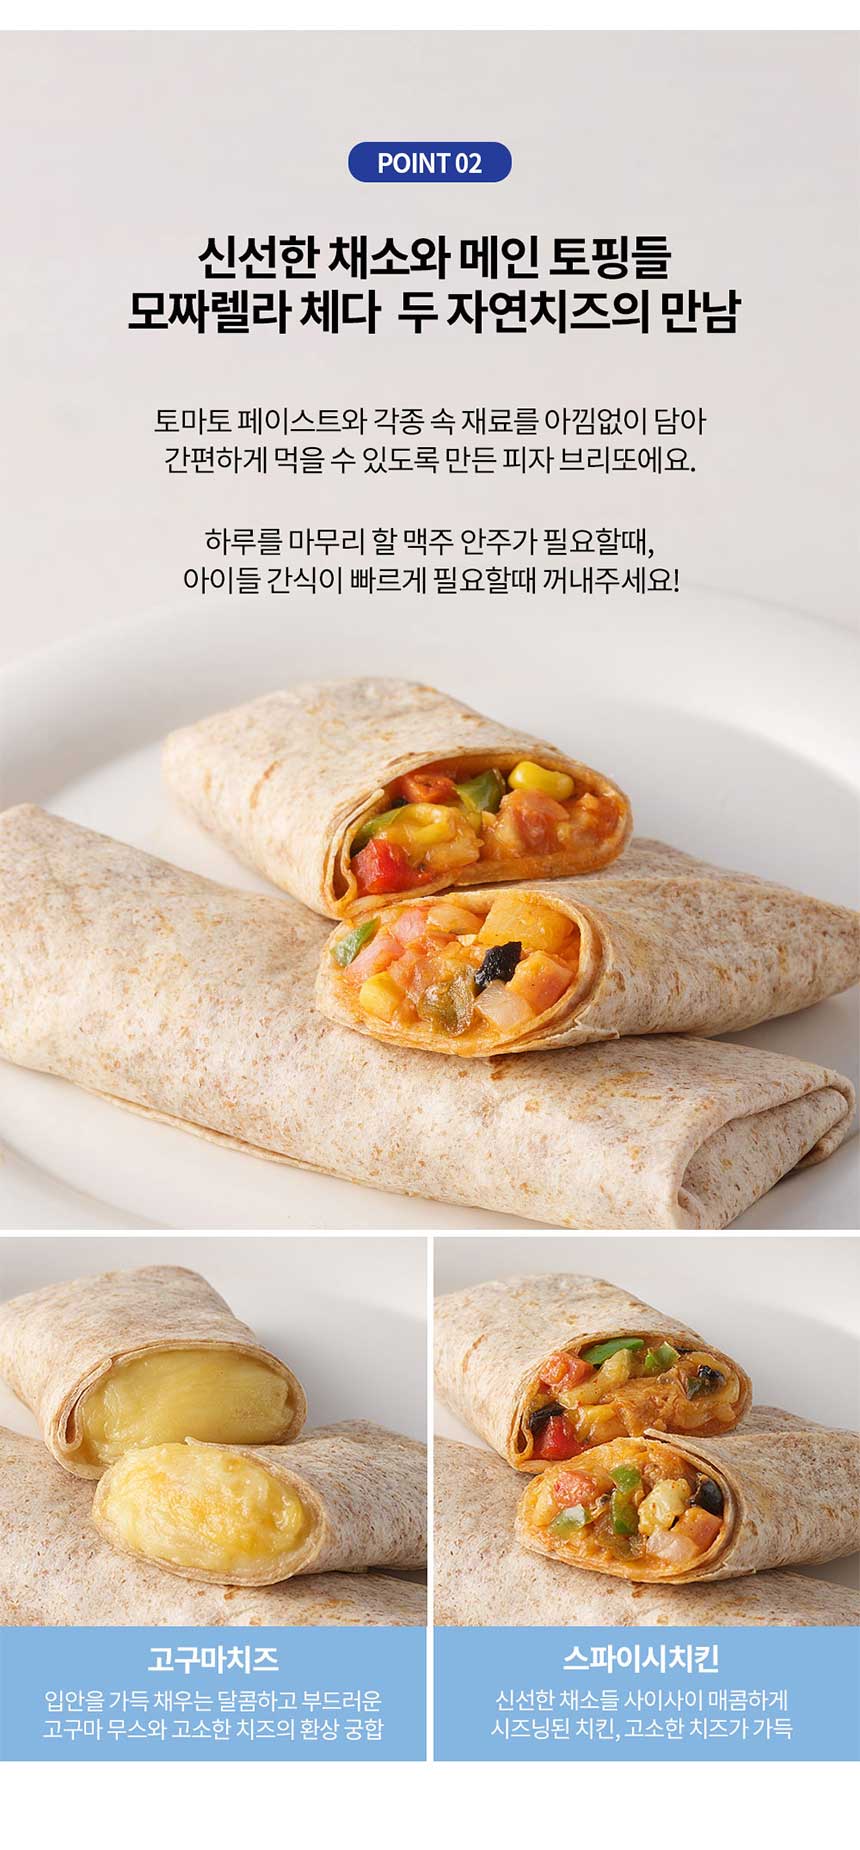 POINT 02
신선한 채소와 메인 토핑들
모짜렐라 체다 두 자연치즈의 만남
토마토 페이스트와 각종 속 재료를 아낌없이 담아
간편하게 먹을 수 있도록 만든 피자 브리또에요.
하루를 마무리 할 맥주 안주가 필요할때,
아이들 간식이 빠르게 필요할때 꺼내주세요!
고구마치즈
입안을 가득 채우는 달콤하고 부드러운
고구마 무스와 고소한 치즈의 환상 궁합
스파이시치킨
신선한 채소들 사이사이 매콤하게
시즈닝된 치킨, 고소한 치즈가 가득